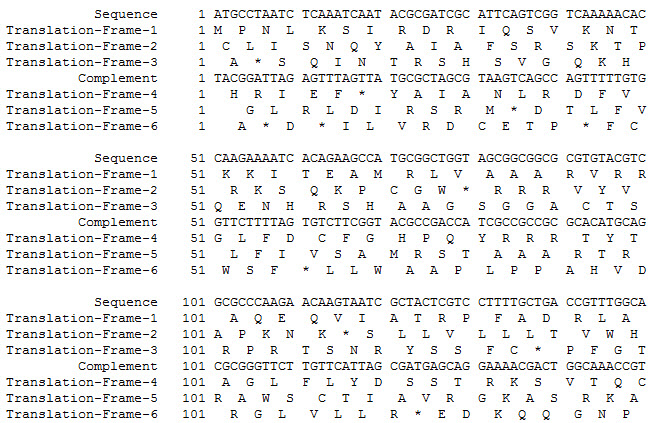 Sequence 1 ATGCCTAATC TCAAATCAAT ACGCGATCGC ATTCAGTCGG TCAAAAACAC
Translation-Frame-1 1 M P N L K S I R D R I Q S V K N T
Translation-Frame-2 1 C L I S N Q Y A I A F S R S K T P
Translation-Frame-3 1 A * S Q I N T R S H S V G Q K H
Complement 1 TACGGATTAG AGTTTAGTTA TGCGCTAGCG TAAGTCAGCC AGTTTTTGTG
Translation-Frame-4 1 H R I E F * Y A I A N L R D F V
Translation-Frame-5 1 G L R L D I R S R M * D T L F V
Translation-Frame-6 1 A * D * I L V R D C E T P * F C
Sequence 51 CAAGAAAATC ACAGAAGCCA TGCGGCTGGT AGCGGCGGCG CGTGTACGTC
Translation-Frame-1 51 K K I T E A M R L V A A A R V R R
Translation-Frame-2 51 R K S Q K P C G W * R R R V Y V
Translation-Frame-3 51 Q E N H R S H A A G S G G A C T S
Complement 51 GTTCTTTTAG TGTCTTCGGT ACGCCGACCA TCGCCGCCGC GCACATGCAG
Translation-Frame-4 51 G L F D C F G H P Q Y R R R T Y T
Translation-Frame-5 51 L F I V S A M R S T A A A R T R
Translation-Frame-6 51 W S F * L L W A A P L P P A H V D
Sequence 101 GCGCCCAAGA ACAAGTAATC GCTACTCGTC CTTTTGCTGA CCGTTTGGCA
Translation-Frame-1 101 A Q E Q V I A T R P F A D R L A
Translation-Frame-2 101 A P K N K * S L L V L L L T V W H
Translation-Frame-3 101 R P R T S N R Y S S F C * P F G T
Complement 101 CGCGGGTTCT TGTTCATTAG CGATGAGCAG GAAAACGACT GGCAAACCGT
Translation-Frame-4 101 A G L F L Y D S S T R K S V T Q C
Translation-Frame-5 101 R A W S C T I A V R G K A S R K A
Translation-Frame-6 101 R G L V L L R * E D K Q Q G N P